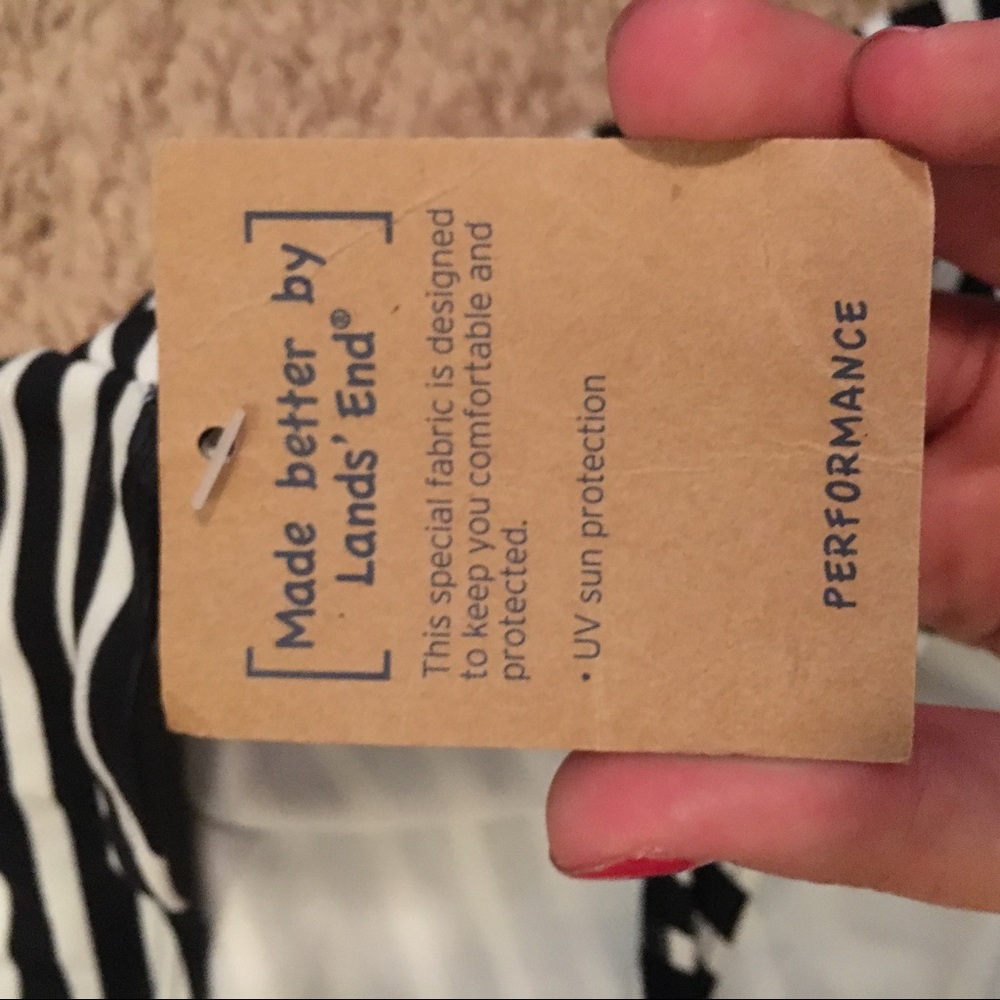 [Made better by
Lands' End®]
This special fabric is designed
to keep you comfortable and
protected.
• UV sun protection
PERFORMANCE